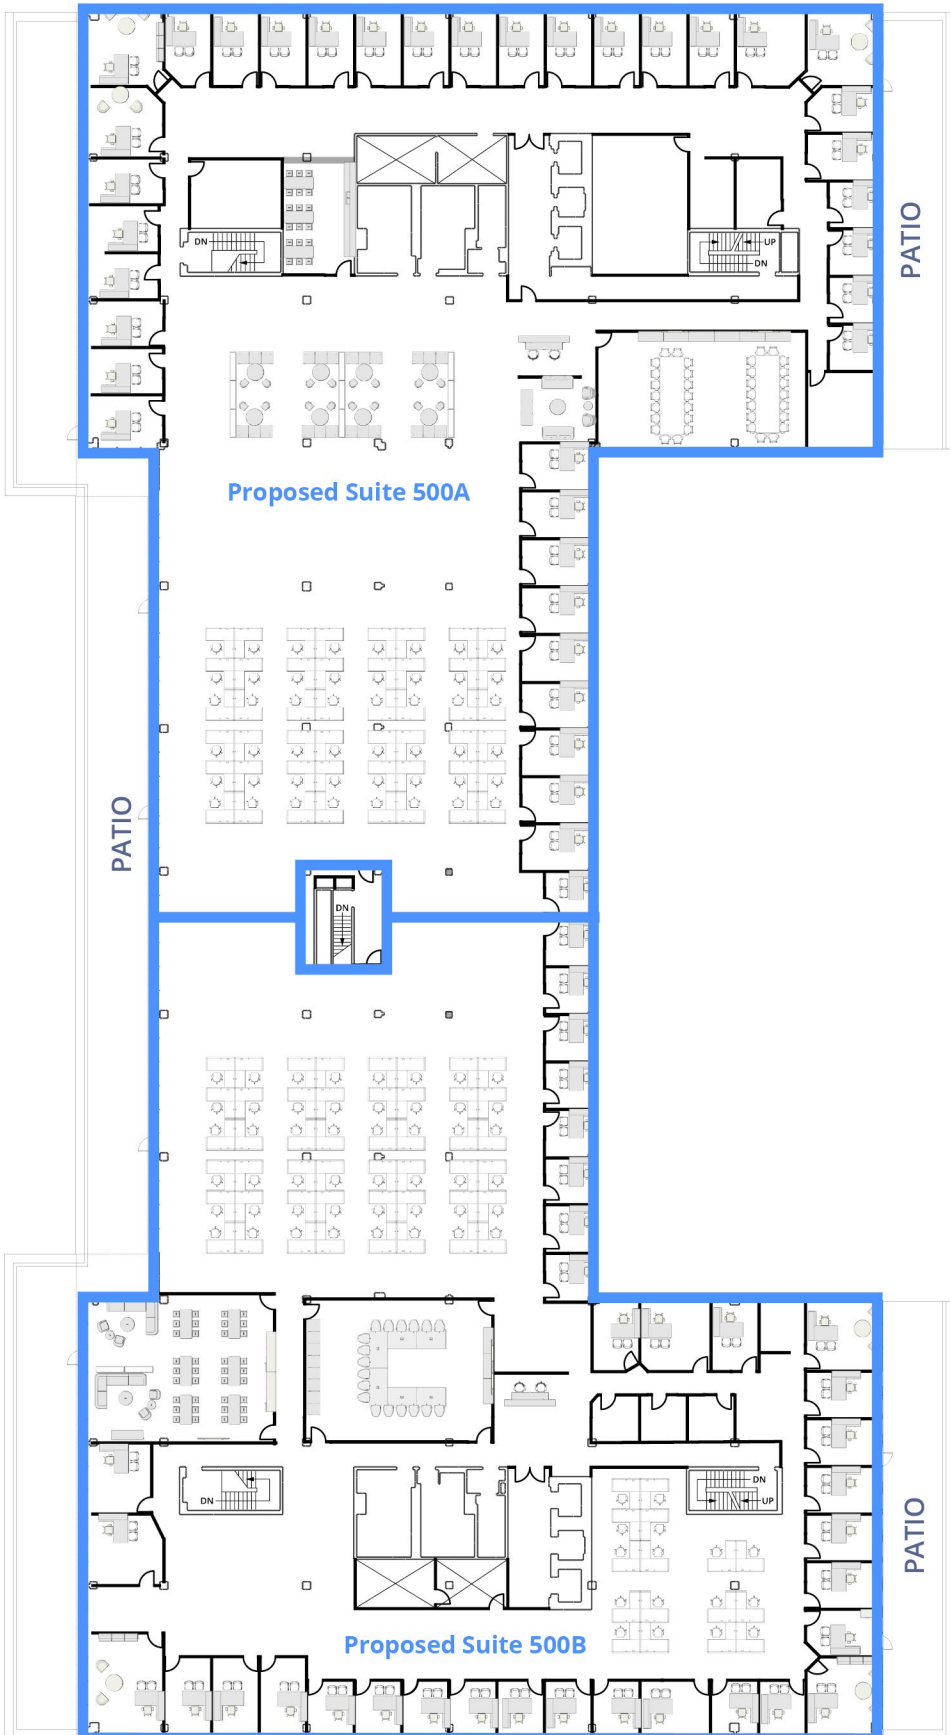 DN
UP
DN
PATIO
Proposed Suite 500A
PATIO
DN
DN
UP
DN
PATIO
Proposed Suite 500B